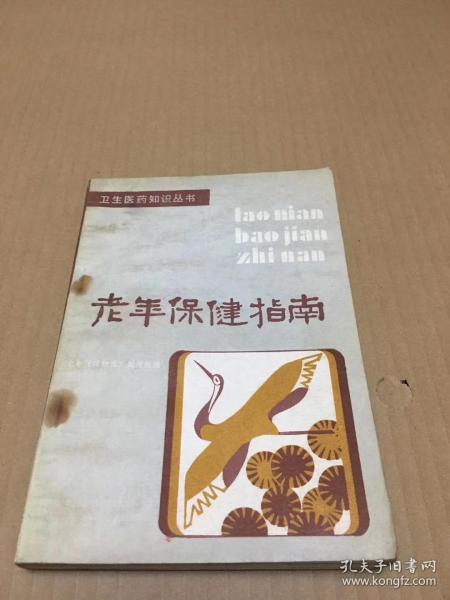 卫生医药知识丛书
lao nian
bao jian
zhi nan
老年保健指南
孔夫子旧书网
www.kongfz.com